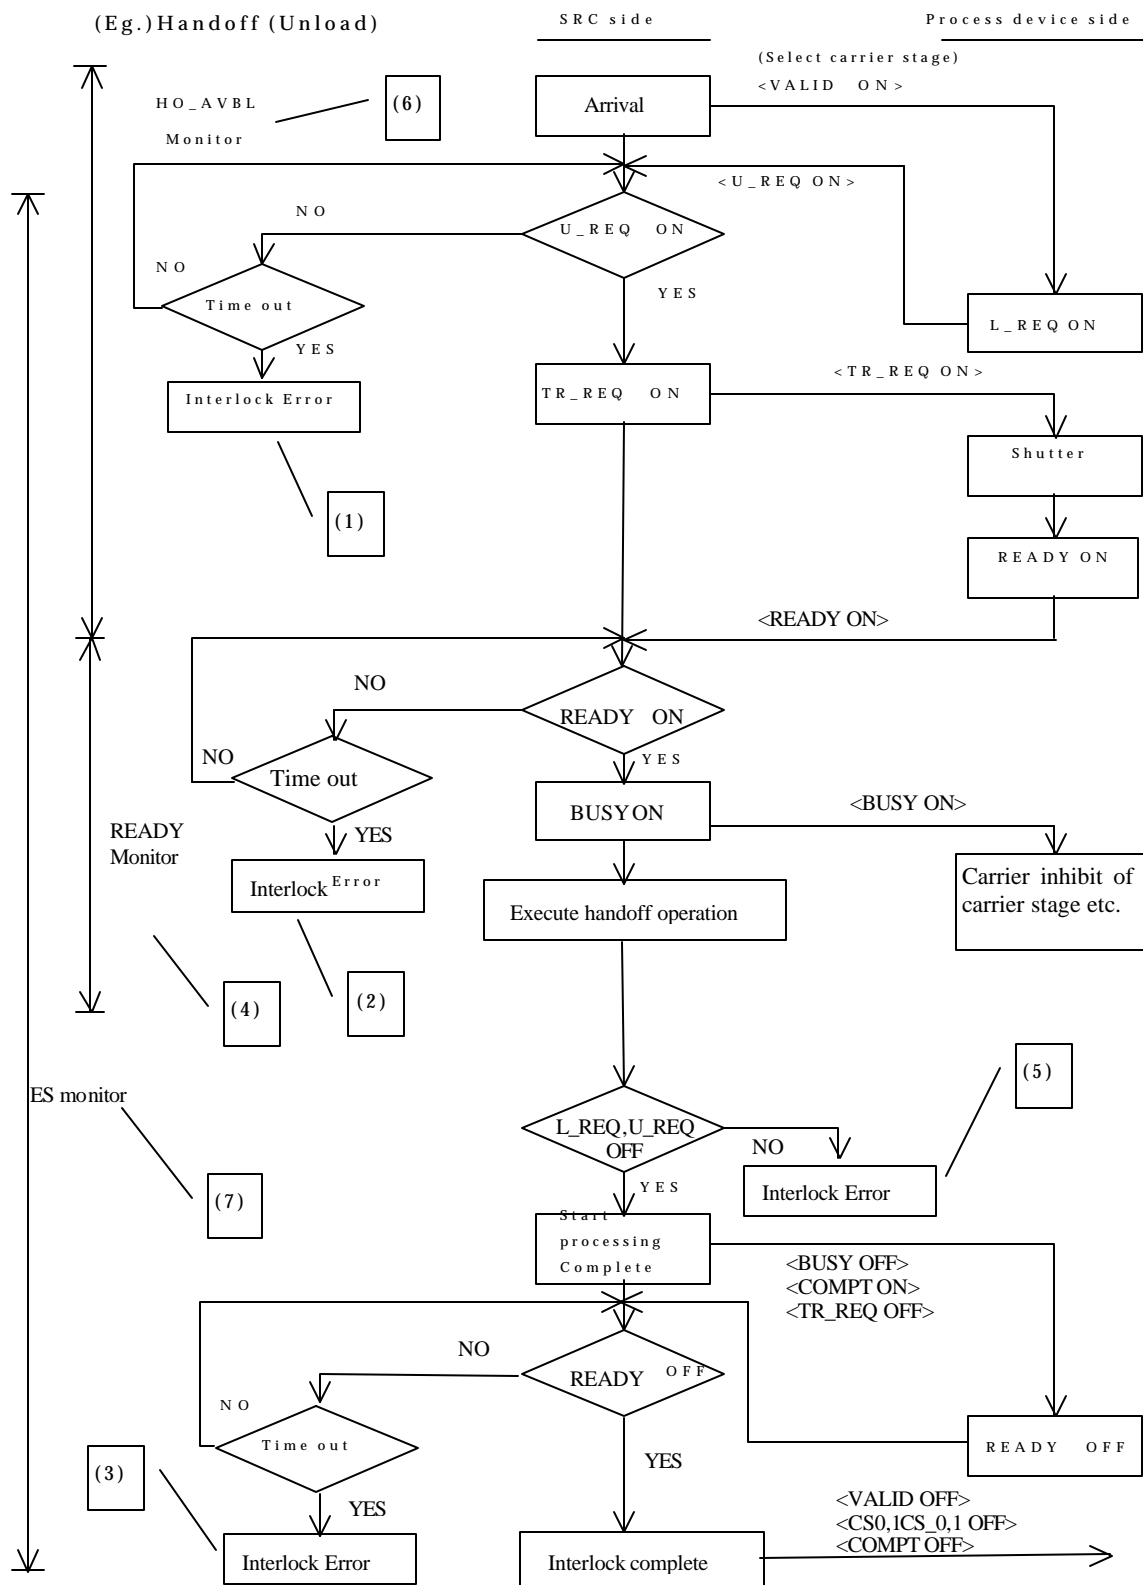 (Eg.)Handoff (Unload)
SRC side
Process device side
(Select carrier stage)
<VALID ON>
HO_AVBL
Monitor
(6)
Arrival
<U_REQ ON>
NO
U_REQ ON
NO
Time out
YES
YES
L_REQ ON
Interlock Error
TR_REQ ON
<TR_REQ ON>
Shutter
(1)
READY ON
<READY ON>
NO
READY ON
NO
Time out
YES
BUSY ON
<BUSY ON>
READY
Monitor
YES
Interlock Error
Execute handoff operation
Carrier inhibit of
carrier stage etc.
(4)
(2)
(5)
ES monitor
L_REQ,U_REQ
OFF
NO
Interlock Error
(7)
YES
Start
processing
Complete
<BUSY OFF>
<COMPT ON>
<TR_REQ OFF>
NO
READY OFF
NO
Time out
READY OFF
(3)
YES
YES
<VALID OFF>
<CS0,1CS_0,1 OFF>
<COMPT OFF>
Interlock Error
Interlock complete